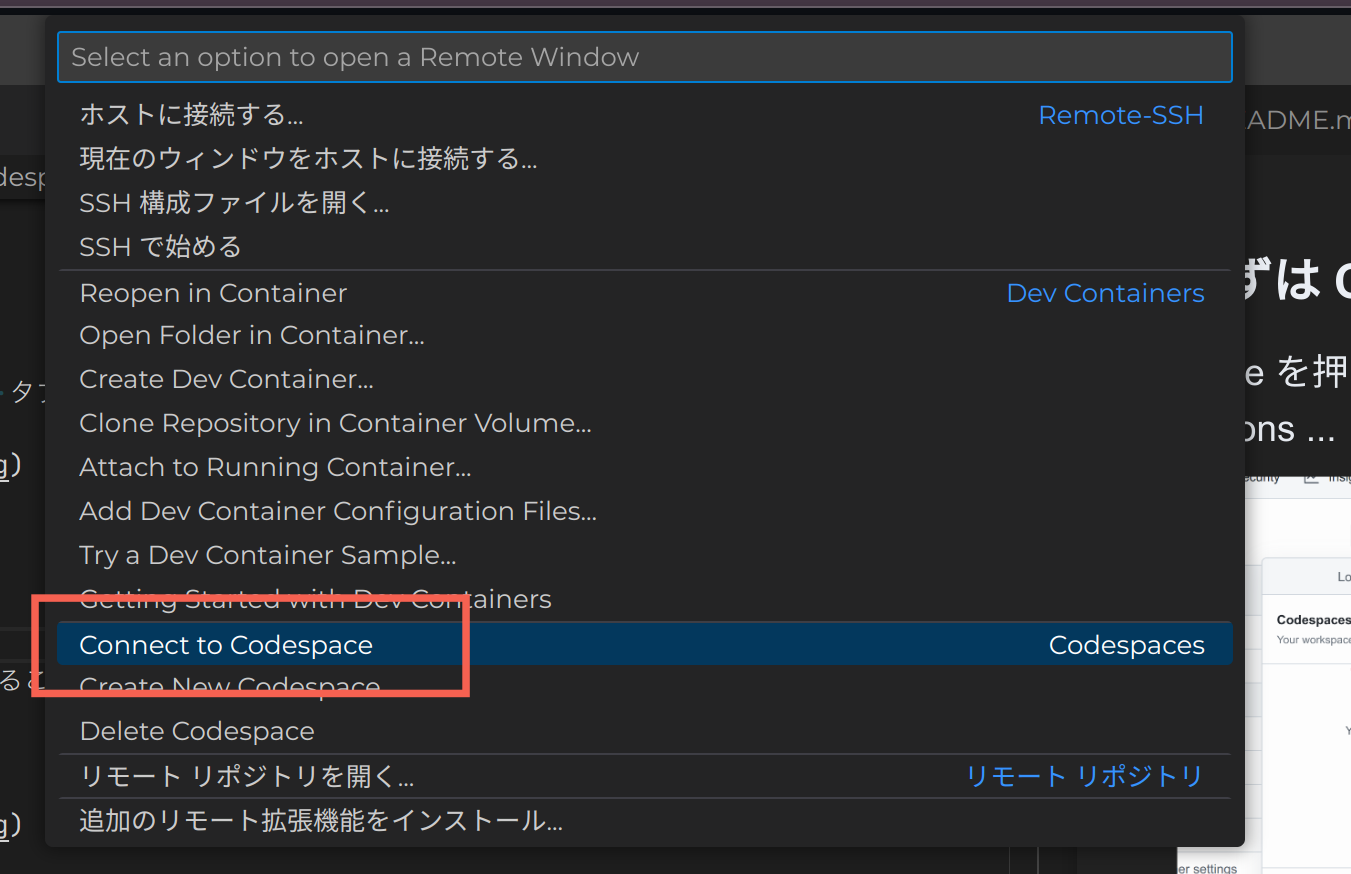 Select an option to open a Remote Window
ホストに接続する... Remote-SSH
現在のウィンドウをホストに接続する...
SSH 構成ファイルを開く...
SSH で始める
Reopen in Container Dev Containers
Open Folder in Container...
Create Dev Container...
Clone Repository in Container Volume...
Attach to Running Container...
Add Dev Container Configuration Files...
Try a Dev Container Sample...
Getting Started with Dev Containers
Connect to Codespace Codespaces
Create New Codespace
Delete Codespace
リモート リポジトリを開く... リモート リポジトリ
追加のリモート拡張機能をインストール...
desp
g)
ると
g)
ADME.m
ずは
e を押
ons ...
Lo
Codespaces
Your workspace
er settings